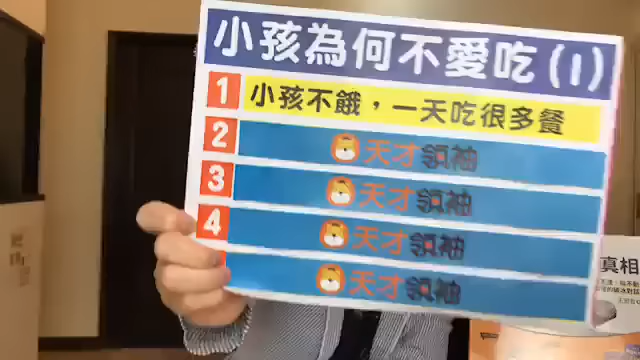 小孩為何不愛吃(1)
1 小孩不餓，一天吃很多餐
2 天才領袖
3 天才領袖
4 天才領袖
天才領袖
真相